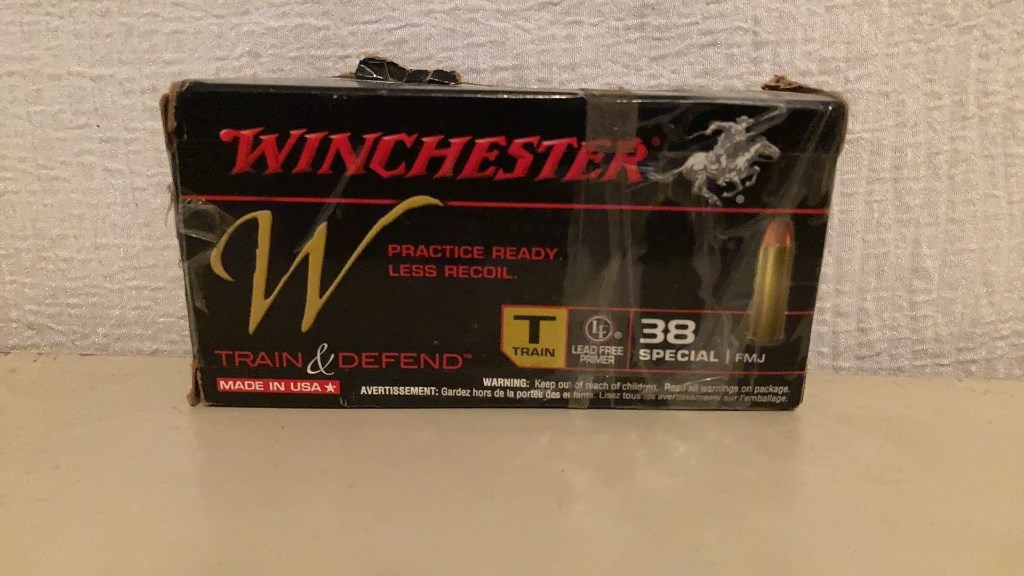 WINCHESTER®
W
PRACTICE READY.
LESS RECOIL.
TRAIN & DEFEND™
MADE IN USA
T
TRAIN
LF®
LEAD FREE
PRIMER
38
SPECIAL | FMJ
WARNING: Keep out of reach of children. Read all warnings on package.
AVERTISSEMENT: Gardez hors de la portée des enfants. Lisez tous les avertissements sur l'emballage.